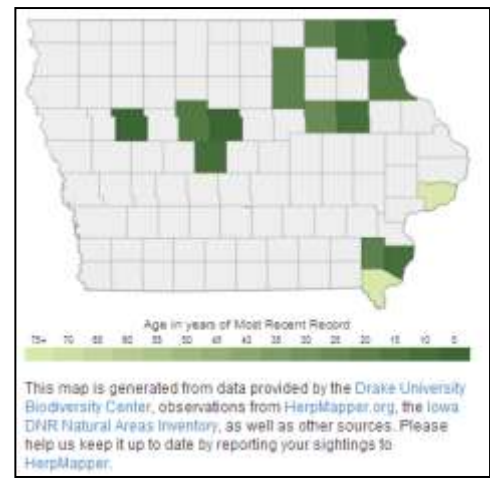 Age in years of Most Recent Record
75+ 70 60 55 50 45 40 35 30 25 20 15 10 5
This map is generated from data provided by the Drake University
Biodiversity Center, observations from HerpMapper.org, the Iowa
DNR Natural Areas Inventory, as well as other sources. Please
help us keep it up to date by reporting your sightings to
HerpMapper.